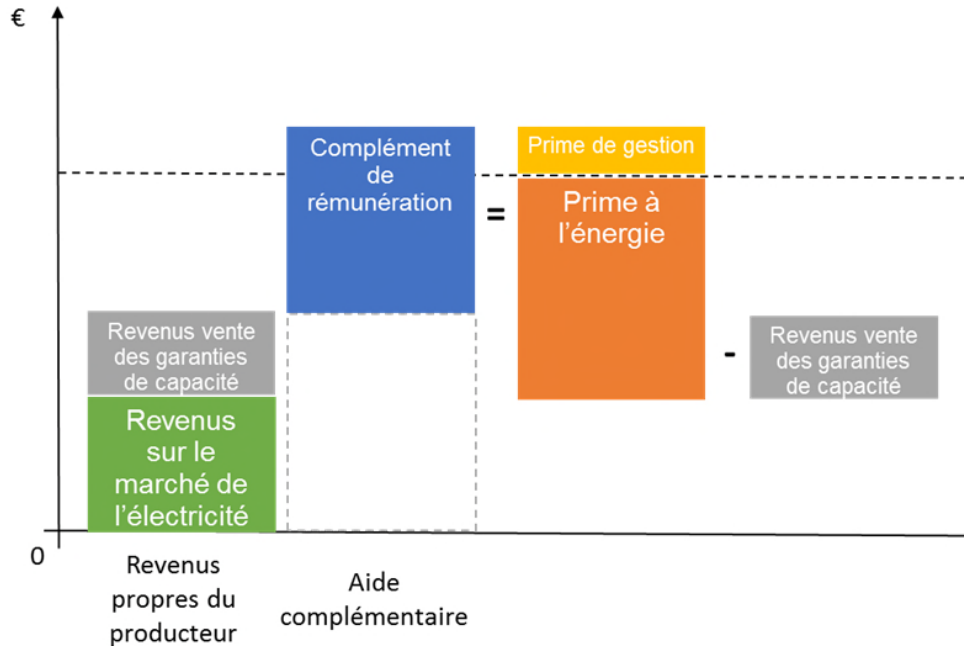 €
Complément
de
rémunération
=
Prime de gestion
Prime à
l’énergie
Revenus vente
des garanties
de capacité
-
Revenus vente
des garanties
de capacité
Revenus
sur le
marché de
l’électricité
0
Revenus
propres du
producteur
Aide
complémentaire